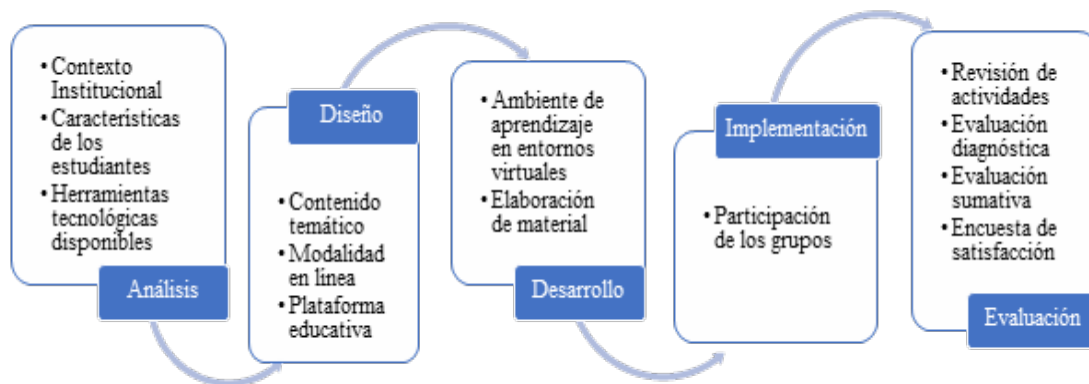 • Contexto
Institucional
• Características
de los
estudiantes
• Herramientas
tecnológicas
disponibles
Análisis
Diseño
• Contenido
temático
• Modalidad
en línea
• Plataforma
educativa
• Ambiente de
aprendizaje
en entornos
virtuales
• Elaboración
de material
Desarrollo
Implementación
• Participación
de los grupos
• Revisión de
actividades
• Evaluación
diagnóstica
• Evaluación
sumativa
• Encuesta de
satisfacción
Evaluación